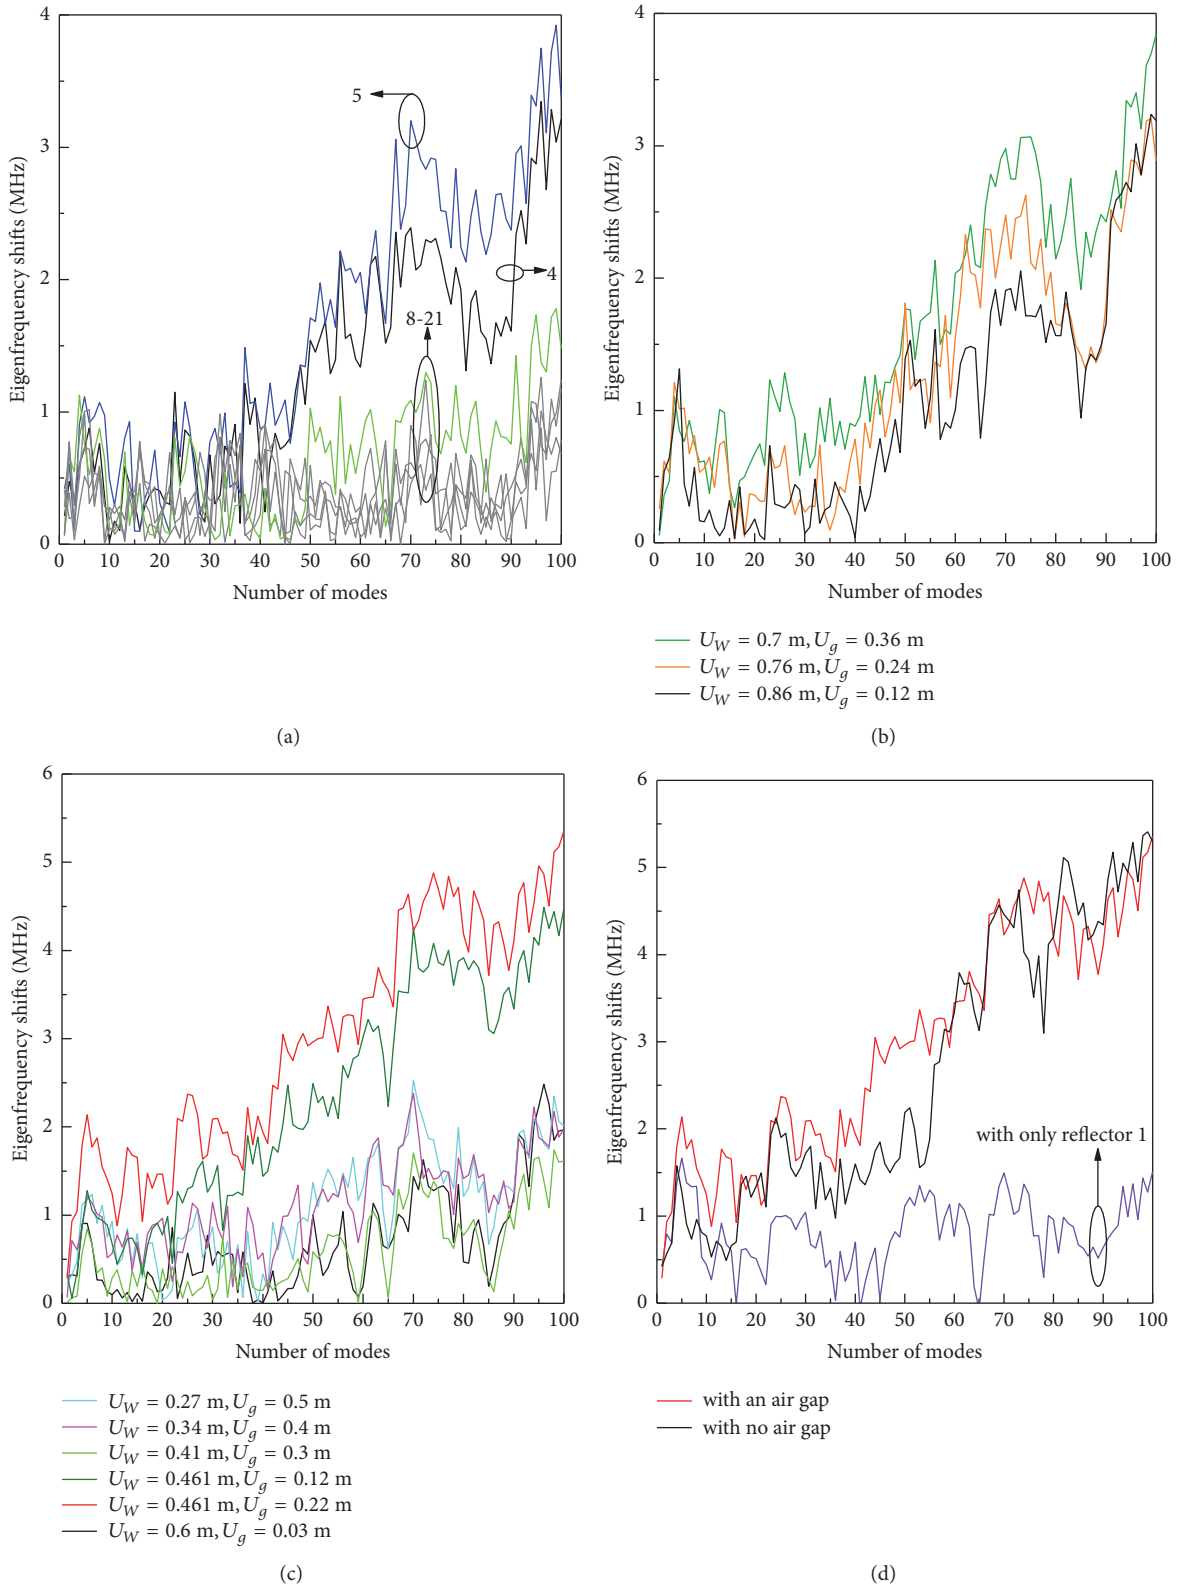 4
3
2
1
0
Eigenfrequency shifts (MHz)
5
4
8-21
0 10 20 30 40 50 60 70 80 90 100
Number of modes
(a)
4
3
2
1
0
Eigenfrequency shifts (MHz)
0 10 20 30 40 50 60 70 80 90 100
Number of modes
U_W = 0.7 m, U_g = 0.36 m
U_W = 0.76 m, U_g = 0.24 m
U_W = 0.86 m, U_g = 0.12 m
(b)
6
5
4
3
2
1
0
Eigenfrequency shifts (MHz)
0 10 20 30 40 50 60 70 80 90 100
Number of modes
U_W = 0.27 m, U_g = 0.5 m
U_W = 0.34 m, U_g = 0.4 m
U_W = 0.41 m, U_g = 0.3 m
U_W = 0.461 m, U_g = 0.12 m
U_W = 0.461 m, U_g = 0.22 m
U_W = 0.6 m, U_g = 0.03 m
(c)
6
5
4
3
2
1
0
Eigenfrequency shifts (MHz)
with only reflector 1
0 10 20 30 40 50 60 70 80 90 100
Number of modes
with an air gap
with no air gap
(d)